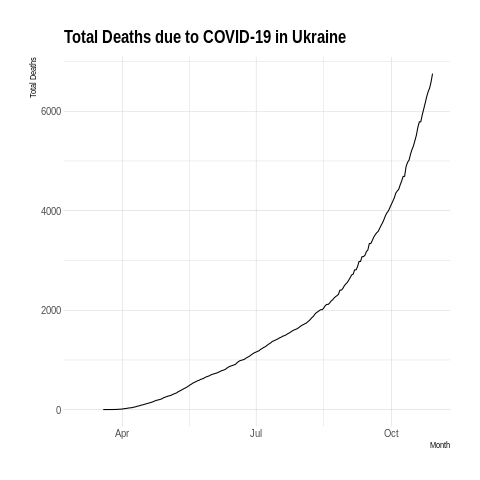 Total Deaths due to COVID-19 in Ukraine
Total Deaths
6000
4000
2000
0
Apr Jul Oct
Month